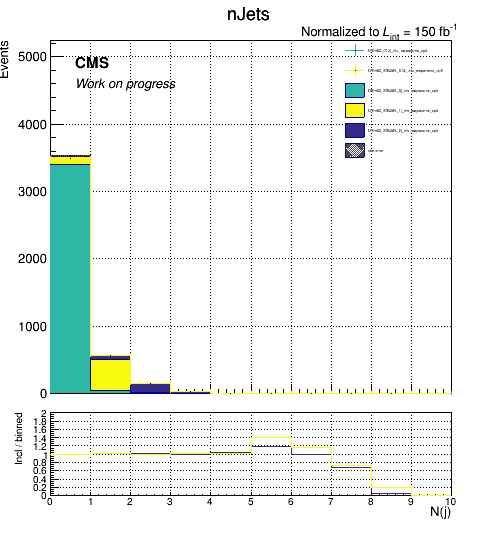 nJets
Normalized to Lint = 150 fb-1
Events
CMS
Work on progress
5000
4000
3000
2000
1000
0
Incl / binned
2
1.8
1.6
1.4
1.2
1
0.8
0.6
0.4
0.2
0
0 1 2 3 4 5 6 7 8 9 10
N(j)